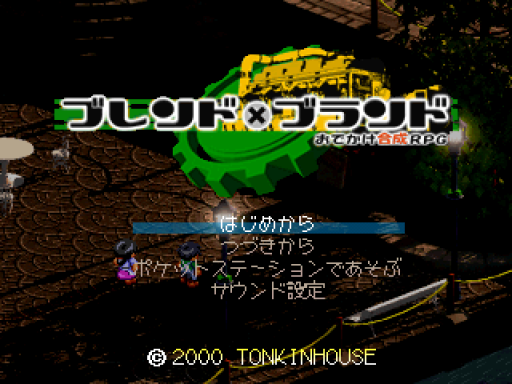 ブレンド×ブランド
おでかけ合成RPG
はじめから
つづきから
ポケットステーションであそぶ
サウンド設定
© 2000 TONKINHOUSE